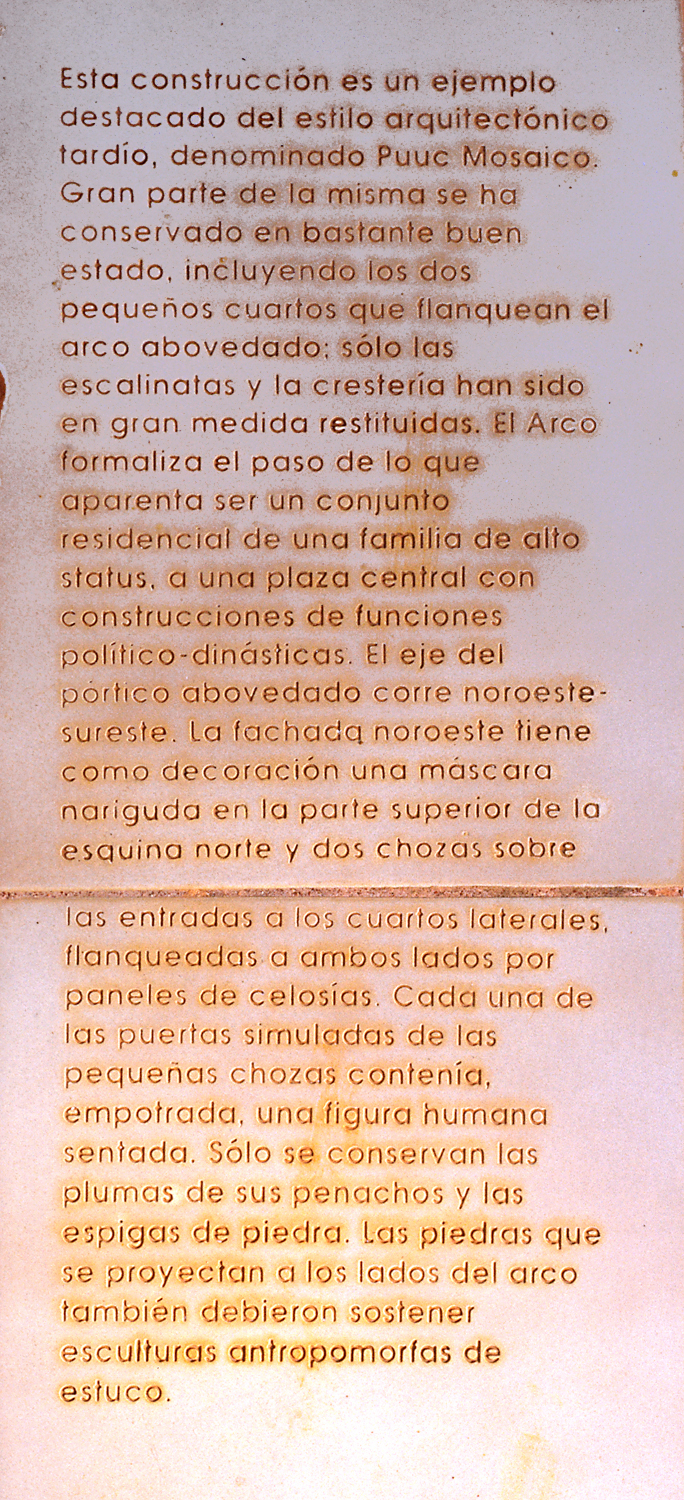 Esta construcción es un ejemplo
destacado del estilo arquitectónico
tardío, denominado Puuc Mosaico.
Gran parte de la misma se ha
conservado en bastante buen
estado, incluyendo los dos
pequeños cuartos que flanquean el
arco abovedado; sólo las
escalinatas y la crestería han sido
en gran medida restituidas. El Arco
formaliza el paso de lo que
aparenta ser un conjunto
residencial de una familia de alto
status, a una plaza central con
construcciones de funciones
político-dinásticas. El eje del
pórtico abovedado corre noroeste-
sureste. La fachada noroeste tiene
como decoración una máscara
nariguda en la parte superior de la
esquina norte y dos chozas sobre
las entradas a los cuartos laterales,
flanqueadas a ambos lados por
paneles de celosías. Cada una de
las puertas simuladas de las
pequeñas chozas contenía,
empotrada, una figura humana
sentada. Sólo se conservan las
plumas de sus penachos y las
espigas de piedra. Las piedras que
se proyectan a los lados del arco
también debieron sostener
esculturas antropomorfas de
estuco.